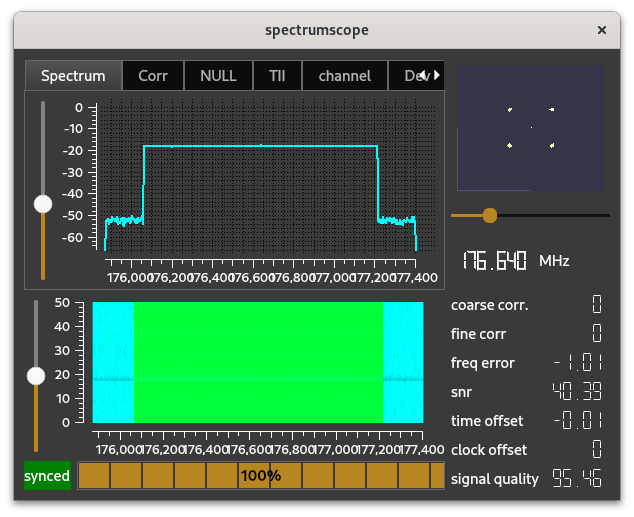 spectrumscope ×
Spectrum Corr NULL TII channel Dev
0
-10
-20
-30
-40
-50
-60
176,000 176,200 176,400 176,600 176,800 177,000 177,200 177,400
176.640 MHz
coarse corr. 0
fine corr 0
freq error -1.01
snr 40.39
time offset -0.01
clock offset 0
signal quality 95.46
50
40
30
20
10
0
176,000 176,200 176,400 176,600 176,800 177,000 177,200 177,400
synced 100%